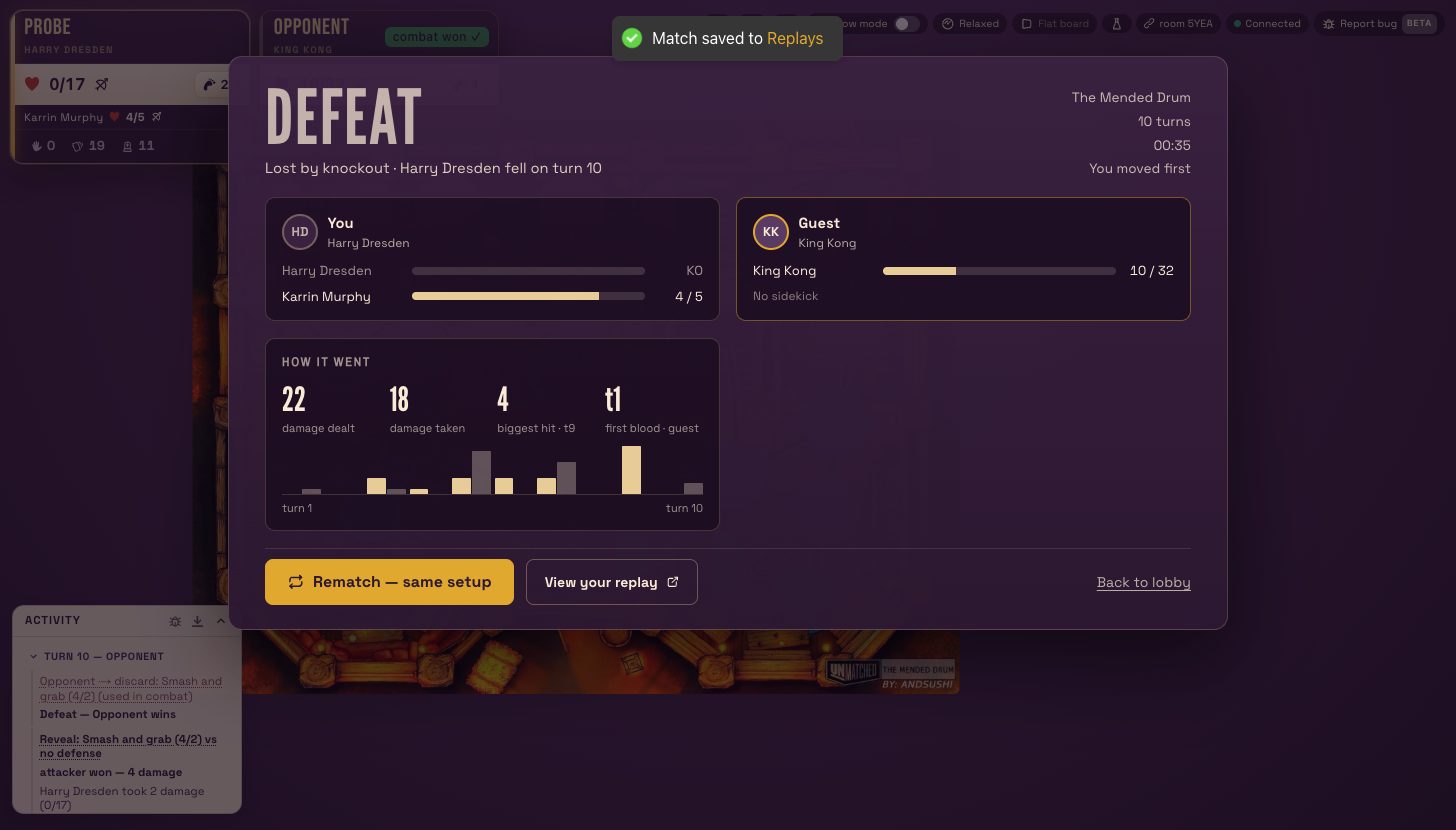 PROBE
HARRY DRESDEN
0/17
2
Karrin Murphy 4/5
0 19 11
OPPONENT
KING KONG
combat won ✓
Match saved to Replays
ow mode
Relaxed
Flat board
room 5YEA
Connected
Report bug BETA
DEFEAT
Lost by knockout · Harry Dresden fell on turn 10
The Mended Drum
10 turns
00:35
You moved first
HD
You
Harry Dresden
Harry Dresden KO
Karrin Murphy 4 / 5
KK
Guest
King Kong
King Kong 10 / 32
No sidekick
HOW IT WENT
22 18 4 t1
damage dealt damage taken biggest hit · t9 first blood · guest
turn 1 turn 10
Rematch — same setup
View your replay
Back to lobby
ACTIVITY
TURN 10 — OPPONENT
Opponent → discard: Smash and
grab (4/2) (used in combat)
Defeat — Opponent wins
Reveal: Smash and grab (4/2) vs
no defense
attacker won — 4 damage
Harry Dresden took 2 damage
(0/17)
UNMATCHED
THE MENDED DRUM
BY: ANDSUSHI